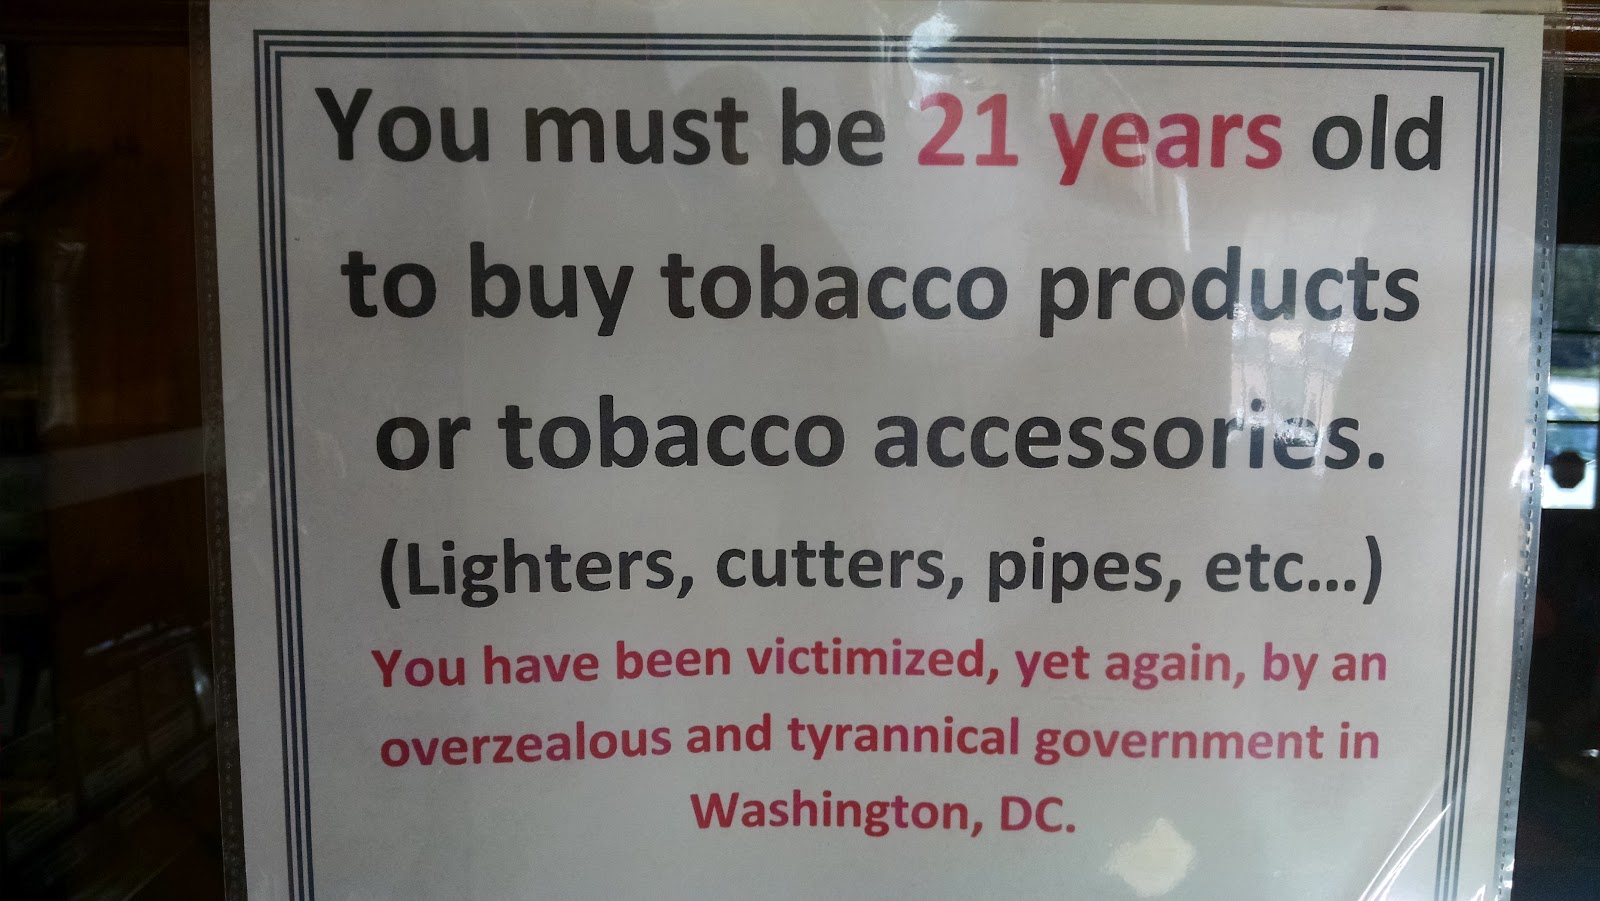 You must be 21 years old
to buy tobacco products
or tobacco accessories.
(Lighters, cutters, pipes, etc...)
You have been victimized, yet again, by an
overzealous and tyrannical government in
Washington, DC.